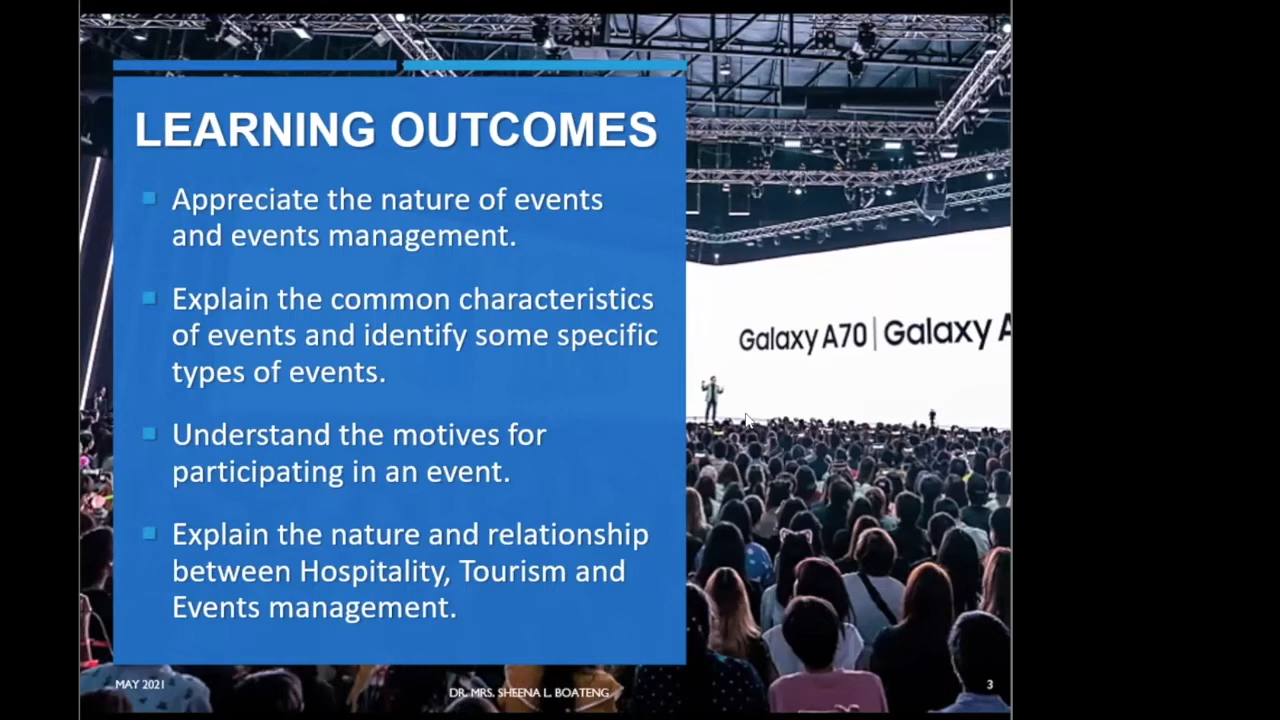 LEARNING OUTCOMES
Appreciate the nature of events
and events management.
Explain the common characteristics
of events and identify some specific
types of events.
Understand the motives for
participating in an event.
Explain the nature and relationship
between Hospitality, Tourism and
Events management.
Galaxy A70 | Galaxy A
MAY 2021
DR. MRS. SHEENA L. BOATENG
3